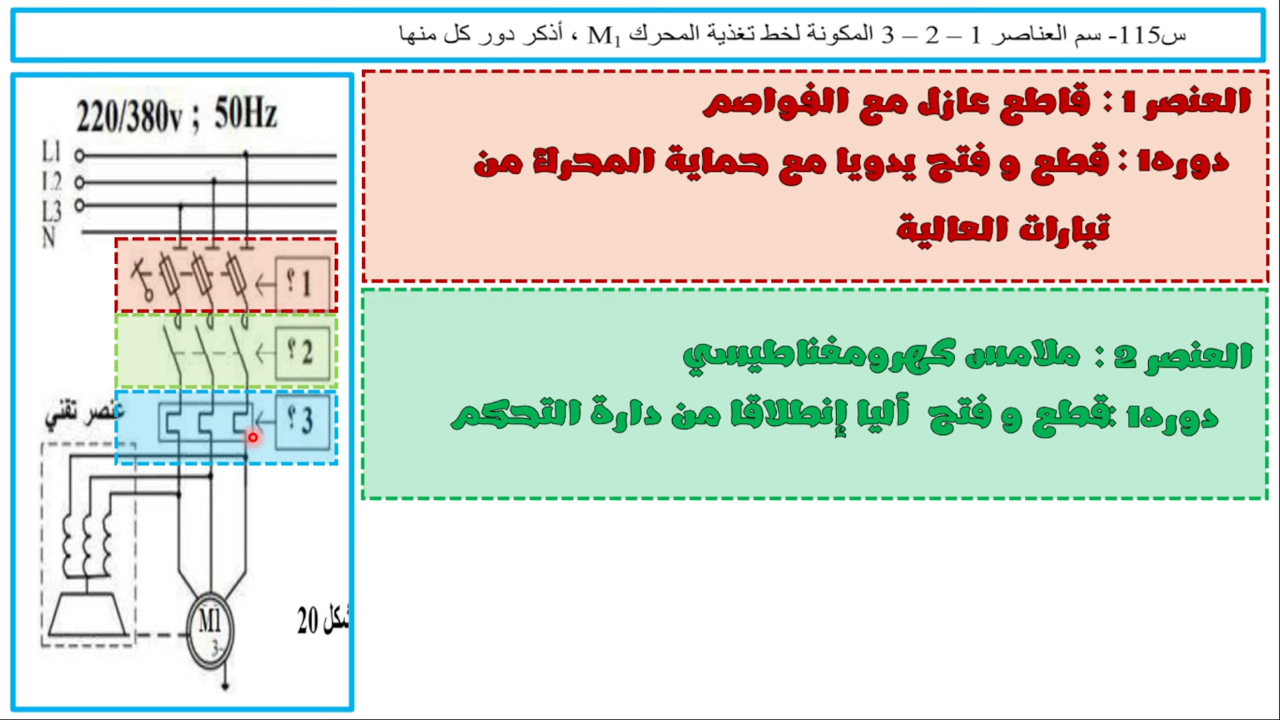 س115- سم العناصر 1 – 2 – 3 المكونة لخط تغذية المحرك M1 ، أذكر دور كل منها
العنصر 1 : قاطع عازل مع الفواصم
دوره1 : قطع و فتح يدويا مع حماية المحرك من
تيارات العالية
العنصر 2 : ملامس كهرومغناطيسي
دوره1 :قطع و فتح آليا إنطلاقا من دارة التحكم
220/380v ; 50Hz
L1
L2
L3
N
1 ؟
2 ؟
3 ؟
عنصر تقني
M1
3~
شكل 20